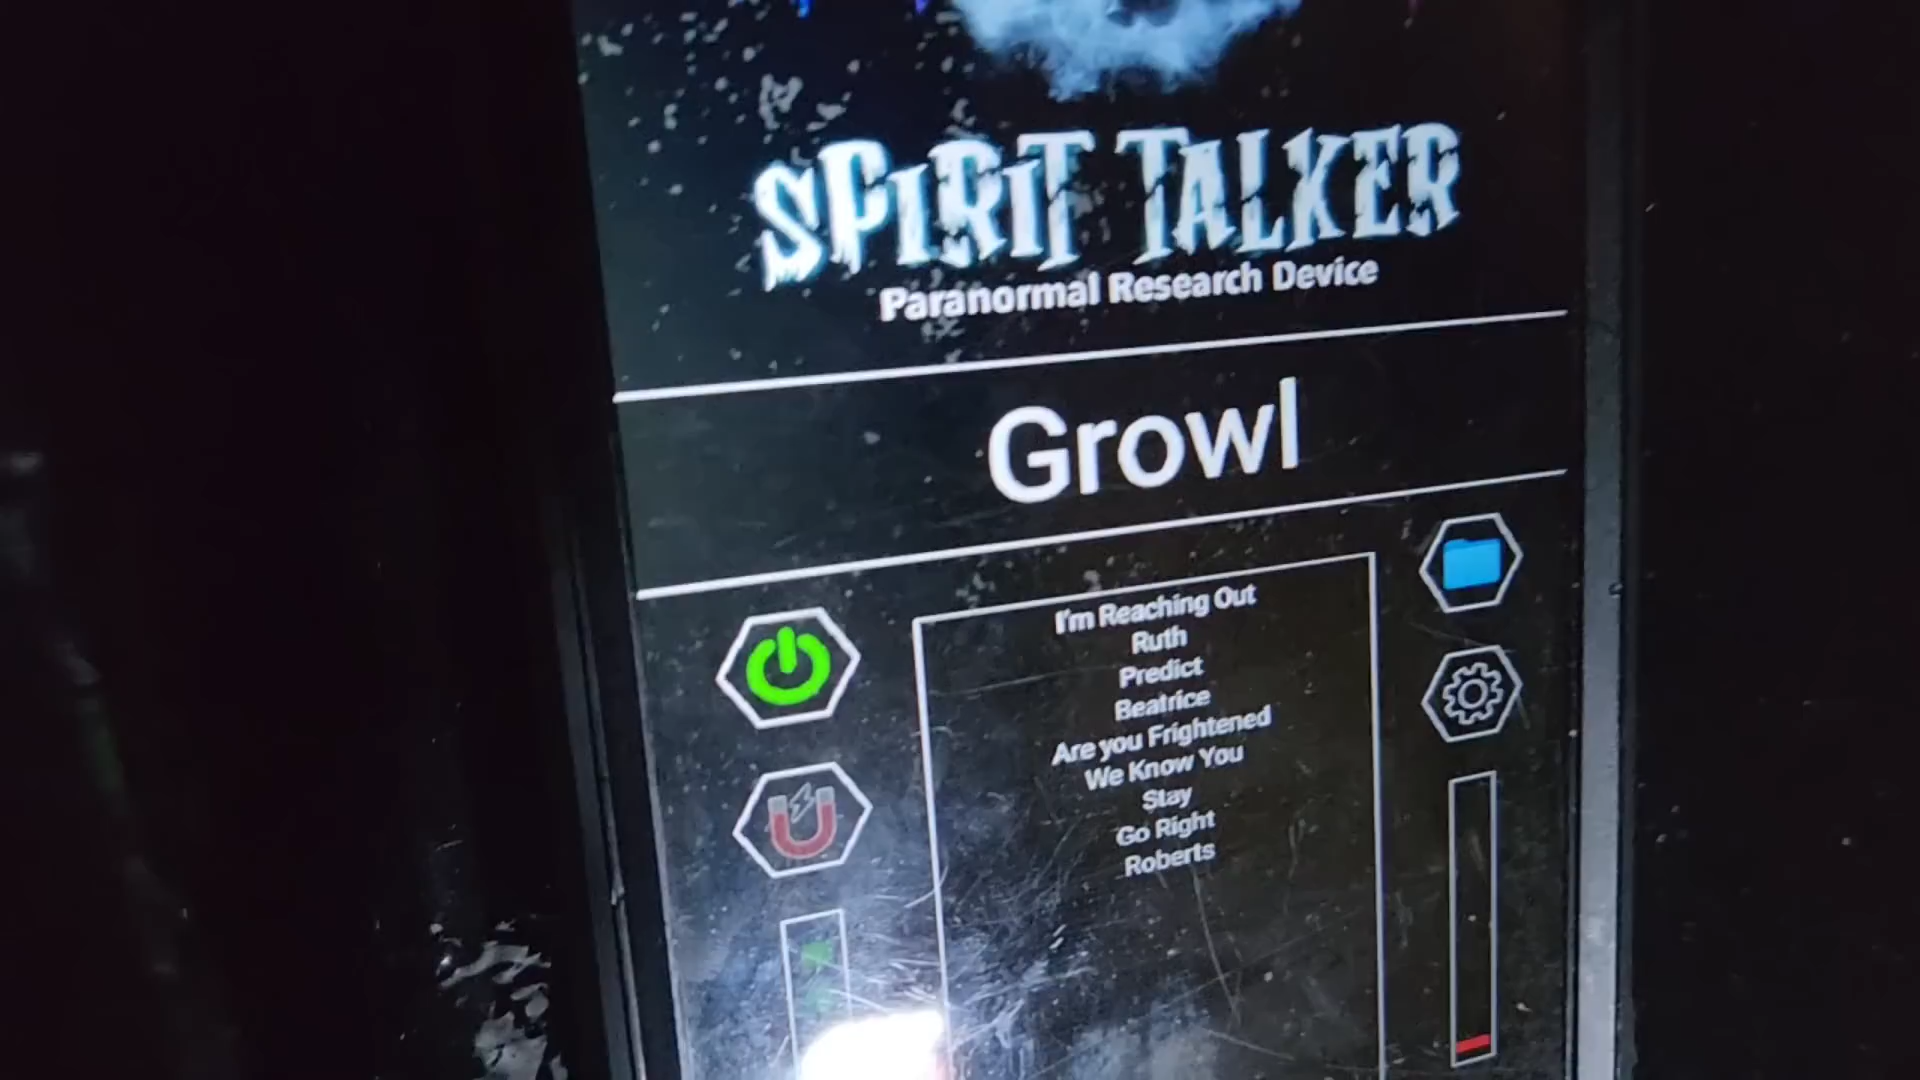 SPIRIT TALKER
Paranormal Research Device
Growl
I'm Reaching Out
Ruth
Predict
Beatrice
Are you Frightened
We Know You
Stay
Go Right
Roberts